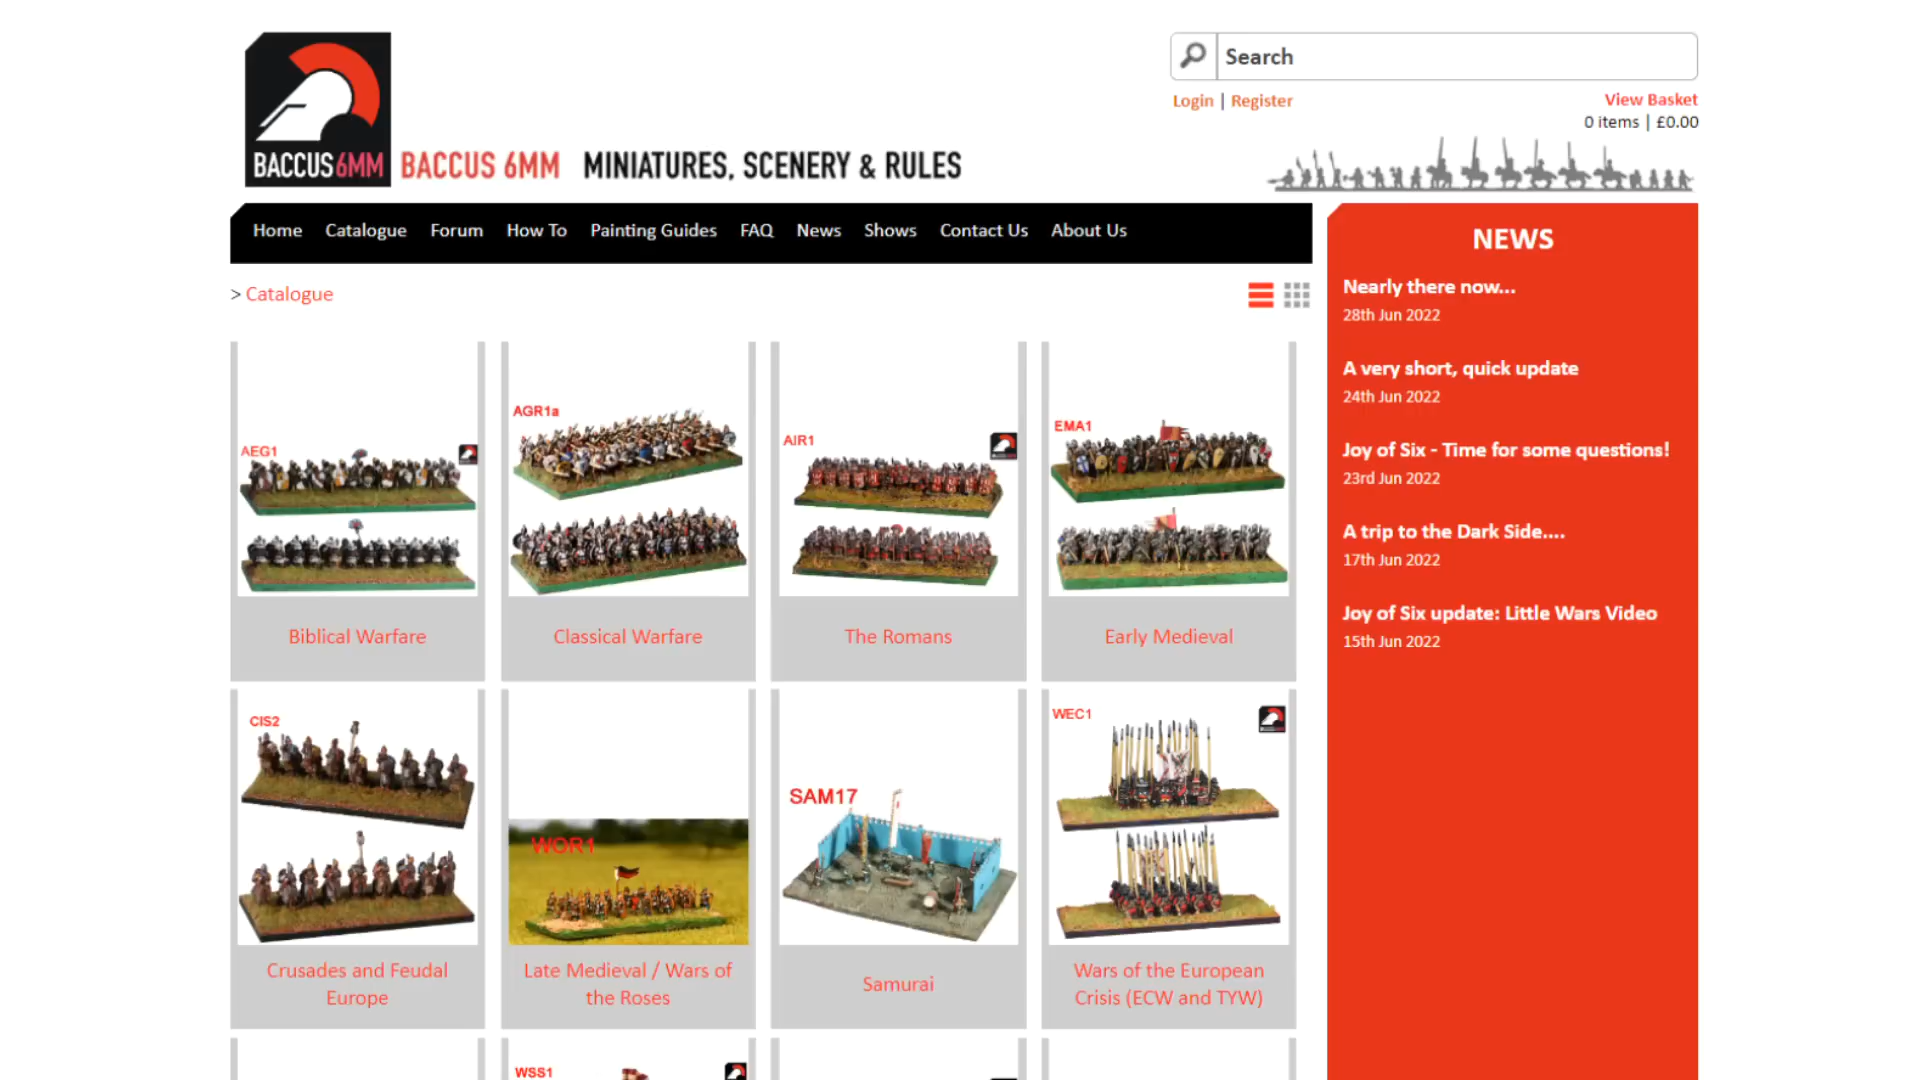 Search
Login | Register
View Basket
0 items | £0.00
BACCUS6MM
BACCUS 6MM MINIATURES, SCENERY & RULES
Home Catalogue Forum How To Painting Guides FAQ News Shows Contact Us About Us
> Catalogue
AEG1
AGR1a
AIR1
EMA1
Biblical Warfare
Classical Warfare
The Romans
Early Medieval
CIS2
WOR1
SAM17
WEC1
Crusades and Feudal
Europe
Late Medieval / Wars of
the Roses
Samurai
Wars of the European
Crisis (ECW and TYW)
WSS1
NEWS
Nearly there now...
28th Jun 2022
A very short, quick update
24th Jun 2022
Joy of Six - Time for some questions!
23rd Jun 2022
A trip to the Dark Side....
17th Jun 2022
Joy of Six update: Little Wars Video
15th Jun 2022